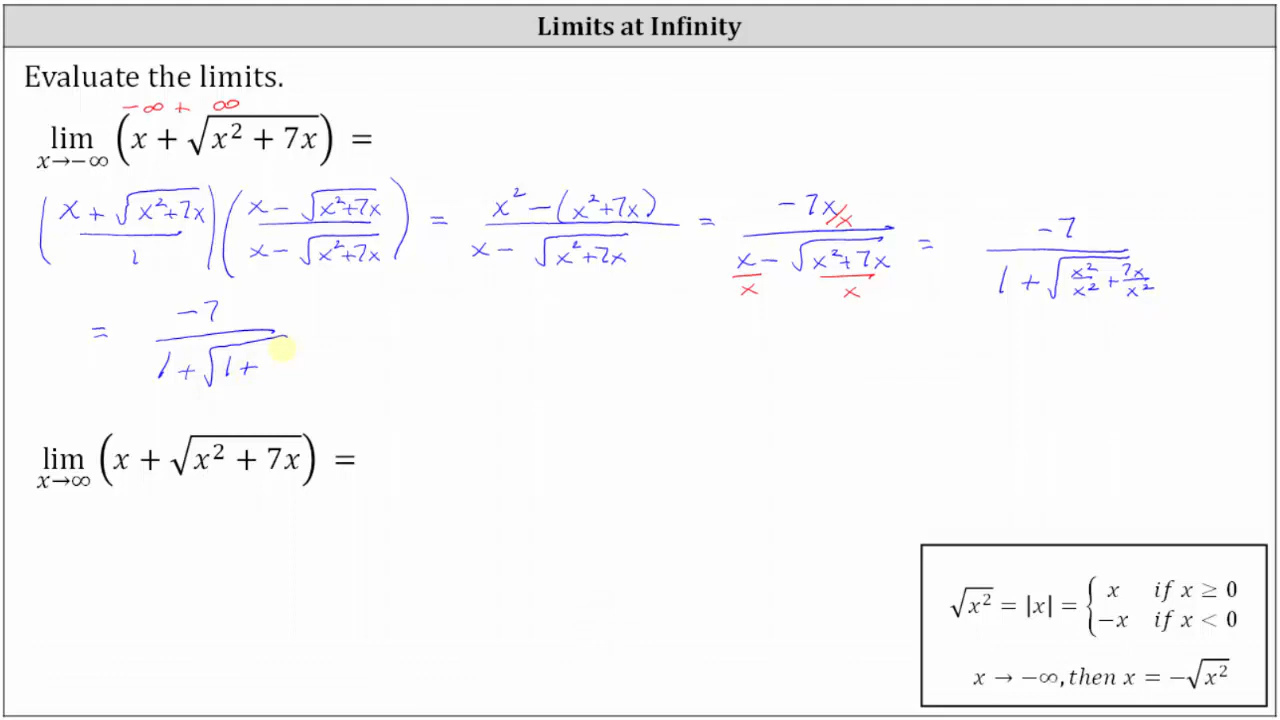 Limits at Infinity
Evaluate the limits.
−∞ + ∞
lim x→−∞ (x + √(x² + 7x)) =
((x + √(x²+7x))/1) ((x − √(x²+7x))/(x − √(x²+7x))) = (x² − (x²+7x))/(x − √(x²+7x)) = (−7x/x)/(x/x − √(x²+7x)/x) = −7/(1 + √(x²/x² + 7x/x²))
= −7/(1 + √(1 +
lim x→∞ (x + √(x² + 7x)) =
√x² = |x| = { x if x ≥ 0
−x if x < 0
x → −∞, then x = −√x²